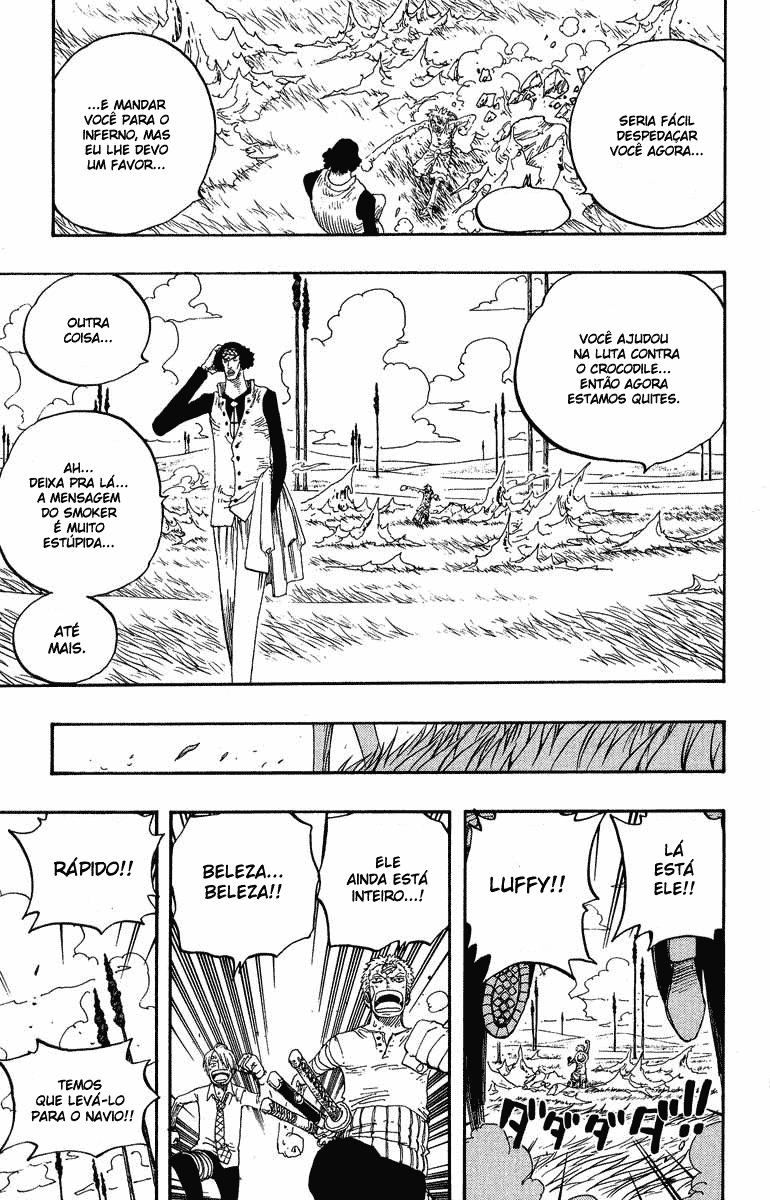 SERIA FÁCIL
DESPEDAÇAR
VOCÊ AGORA...
...E MANDAR
VOCÊ PARA O
INFERNO, MAS
EU LHE DEVO
UM FAVOR...
VOCÊ AJUDOU
NA LUTA CONTRA
O CROCODILE...
ENTÃO AGORA
ESTAMOS QUITES.
OUTRA
COISA...
AH...
DEIXA PRA LÁ...
A MENSAGEM
DO SMOKER
É MUITO
ESTÚPIDA...
ATÉ
MAIS.
LÁ
ESTÁ
ELE!!
LUFFY!!
ダダダダ!!
ELE
AINDA ESTÁ
INTEIRO...!
BELEZA...
BELEZA!!
RÁPIDO!!
TEMOS
QUE LEVÁ-LO
PARA O NAVIO!!